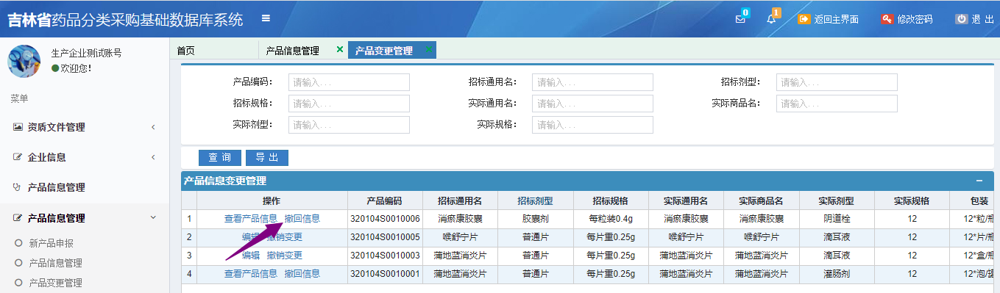 吉林省药品分类采购基础数据库系统 0 1 返回主界面 修改密码 退 出
生产企业测试账号
欢迎您!
菜单
资质文件管理
企业信息
产品信息管理
产品信息管理
新产品申报
产品信息管理
产品变更管理
首页 产品信息管理 产品变更管理
产品编码: 请输入... 招标通用名: 请输入... 招标剂型: 请输入...
招标规格: 请输入... 实际通用名: 请输入... 实际商品名: 请输入...
实际剂型: 请输入... 实际规格: 请输入...
查 询 导 出
产品信息变更管理
操作 产品编码 招标通用名 招标剂型 招标规格 实际通用名 实际商品名 实际剂型 实际规格 包装
1 查看产品信息 撤回信息 320104S0010006 消瘀康胶囊 胶囊剂 每粒装0.4g 消瘀康胶囊 消瘀康胶囊 阴道栓 12 12*粒/瓶
2 编辑 撤销变更 320104S0010005 喉舒宁片 普通片 每片重0.25g 喉舒宁片 喉舒宁片 滴耳液 12 12*片/瓶
3 编辑 撤销变更 320104S0010003 蒲地蓝消炎片 普通片 每片重0.25g 蒲地蓝消炎片 蒲地蓝消炎片 滴耳液 12 12*盒/瓶
4 查看产品信息 撤回信息 320104S0010001 蒲地蓝消炎片 普通片 每片重0.25g 蒲地蓝消炎片 蒲地蓝消炎片 灌肠剂 12 12*泡/